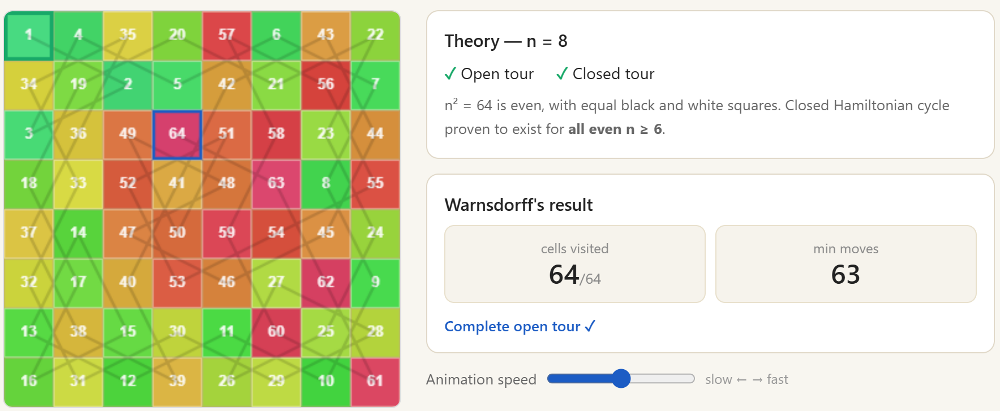 1 4 35 20 57 6 43 22
34 19 2 5 42 21 56 7
3 36 49 64 51 58 23 44
18 33 52 41 48 63 8 55
37 14 47 50 59 54 45 24
32 17 40 53 46 27 62 9
13 38 15 30 11 60 25 28
16 31 12 39 26 29 10 61
Theory — n = 8
✓ Open tour ✓ Closed tour
n² = 64 is even, with equal black and white squares. Closed Hamiltonian cycle
proven to exist for all even n ≥ 6.
Warnsdorff's result
cells visited
64/64
min moves
63
Complete open tour ✓
Animation speed slow ← → fast